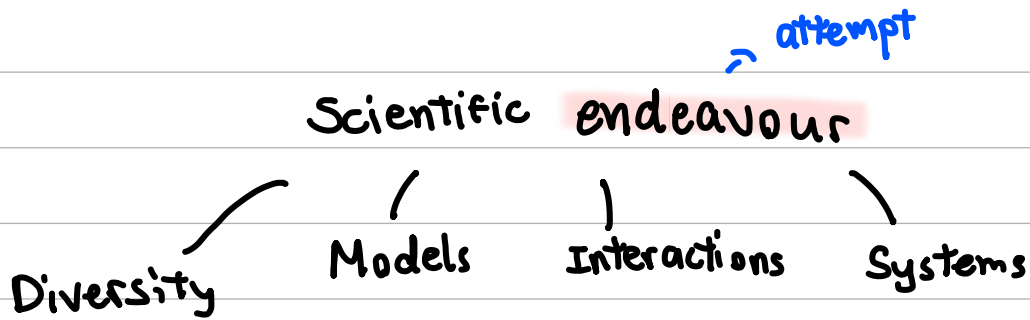 attempt
Scientific endeavour
Diversity Models Interactions Systems